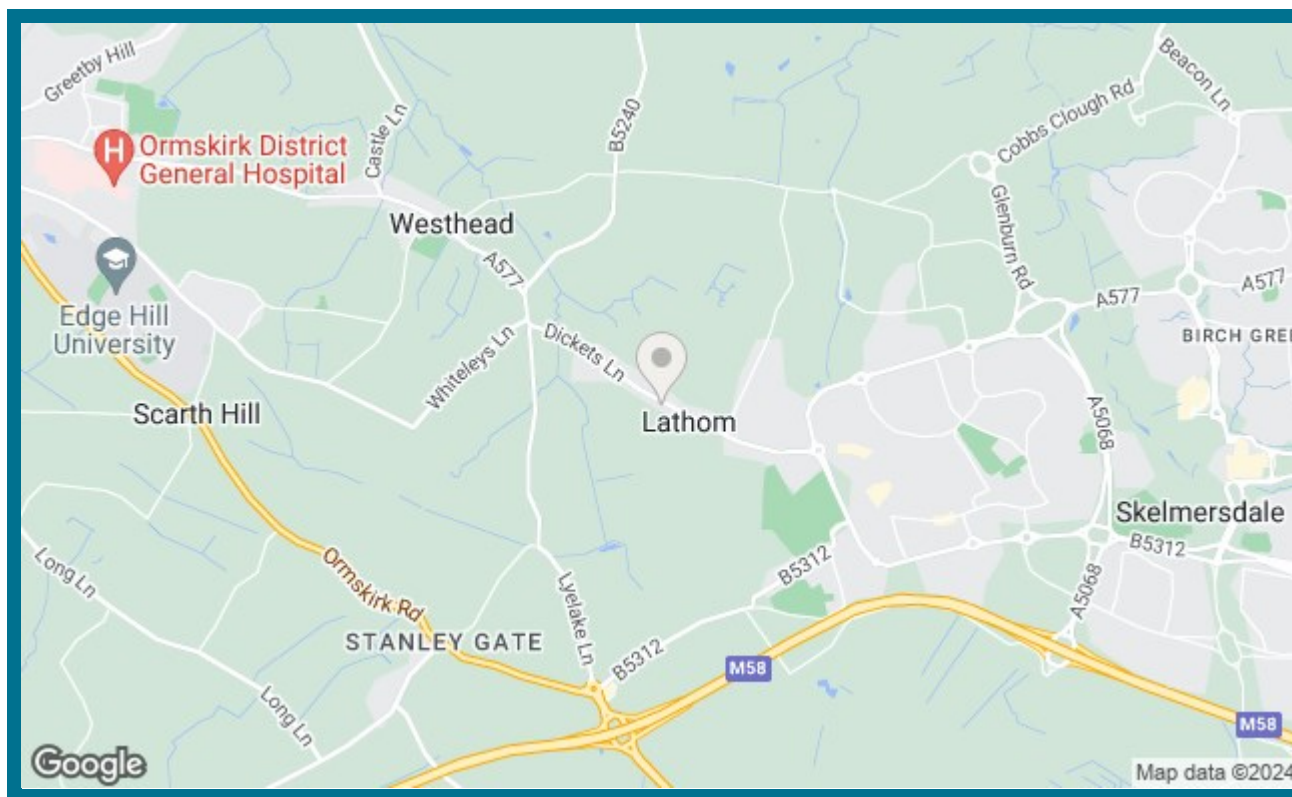 Greetby Hill
Beacon Ln
Cobbs Clough Rd
B5240
Castle Ln
H
Ormskirk District
General Hospital
Westhead
Glenburn Rd
A577
A577
A577
Edge Hill
University
Dickets Ln
Whiteleys Ln
BIRCH GREE
Scarth Hill
Lathom
A5068
Skelmersdale
B5312
Long Ln
Ormskirk Rd
B5312
A5068
Lyelake Ln
STANLEY GATE
B5312
M58
Long Ln
M58
Google
Map data ©2024